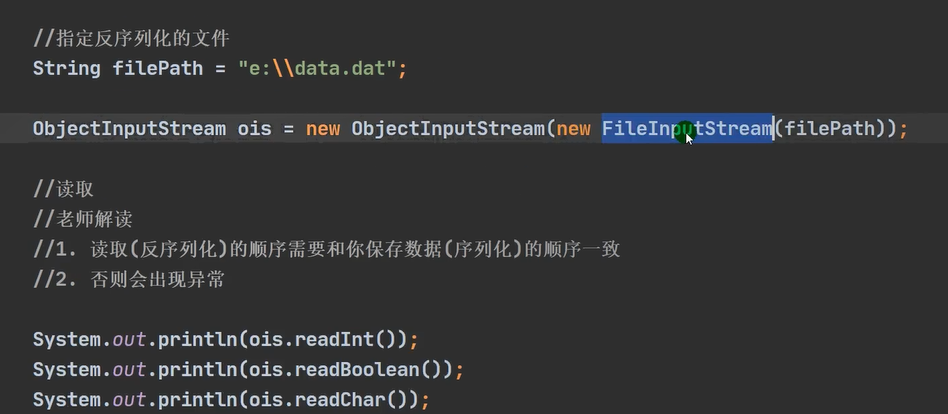 //指定反序列化的文件
String filePath = "e:\\data.dat";
ObjectInputStream ois = new ObjectInputStream(new FileInputStream(filePath));
//读取
//老师解读
//1. 读取(反序列化)的顺序需要和你保存数据(序列化)的顺序一致
//2. 否则会出现异常
System.out.println(ois.readInt());
System.out.println(ois.readBoolean());
System.out.println(ois.readChar());